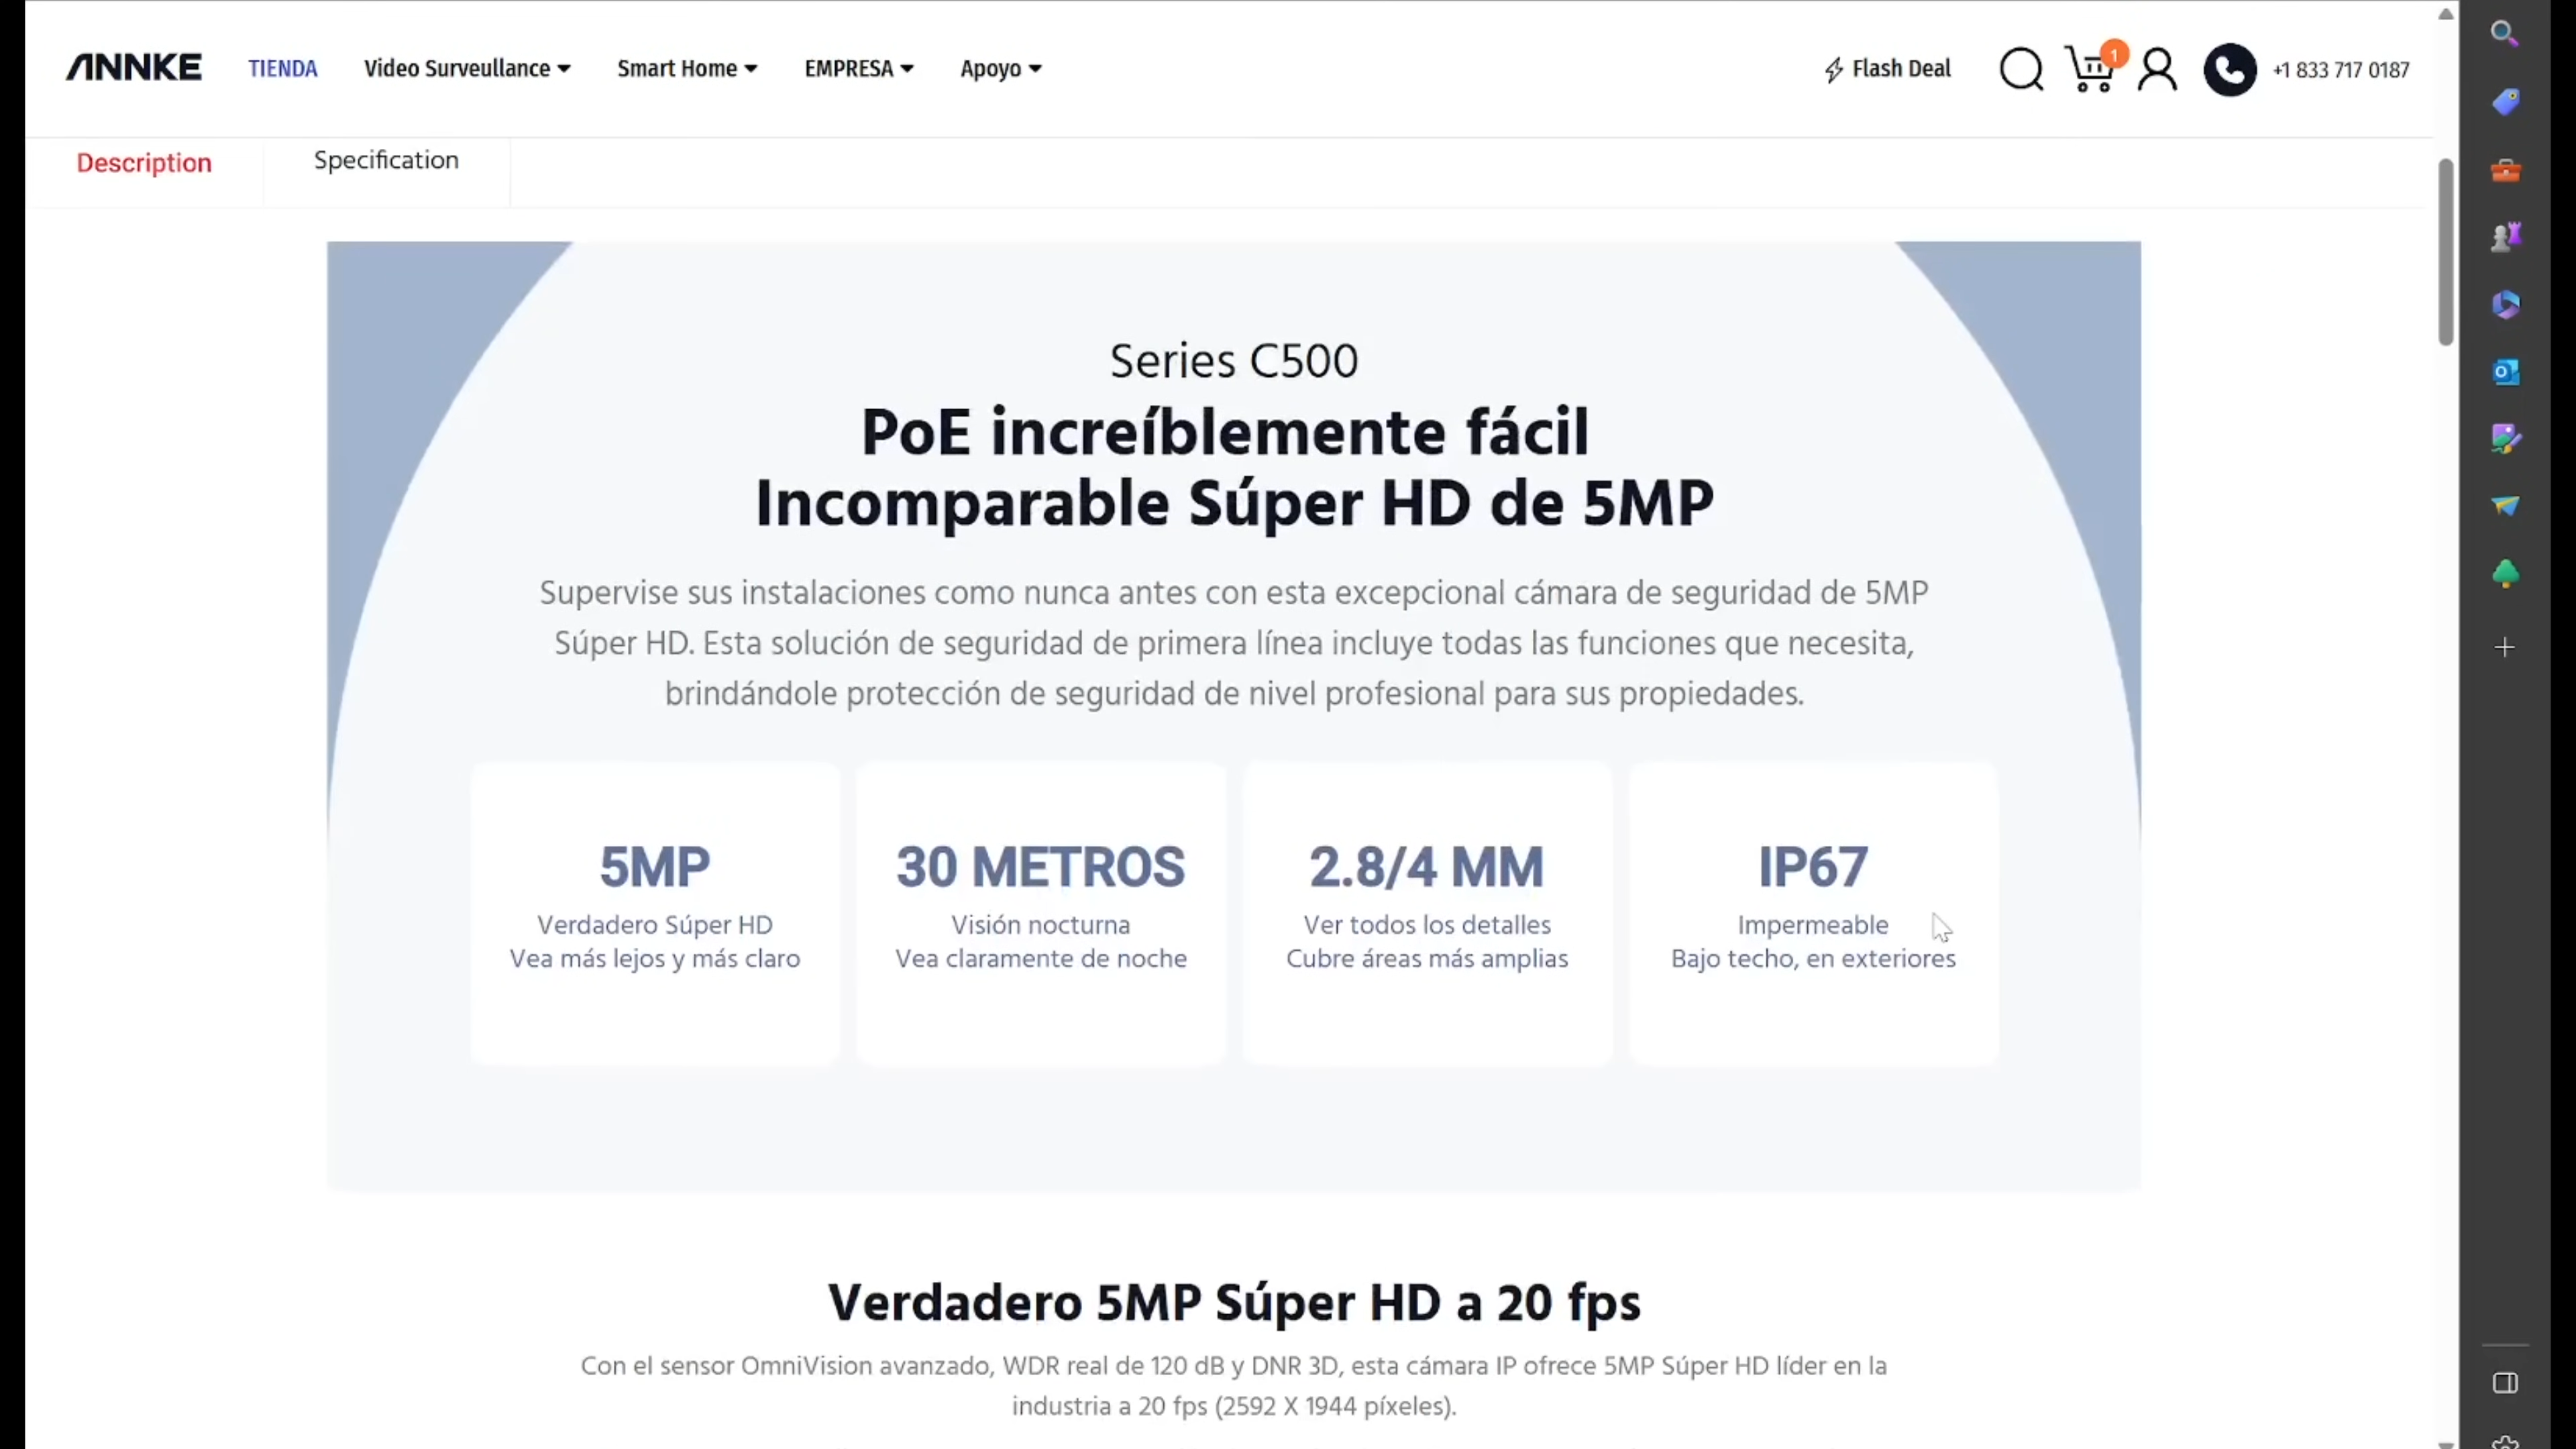 ANNKE TIENDA Video Surveullance Smart Home EMPRESA Apoyo Flash Deal 1 +1 833 717 0187
Description Specification
Series C500
PoE increíblemente fácil
Incomparable Súper HD de 5MP
Supervise sus instalaciones como nunca antes con esta excepcional cámara de seguridad de 5MP
Súper HD. Esta solución de seguridad de primera línea incluye todas las funciones que necesita,
brindándole protección de seguridad de nivel profesional para sus propiedades.
5MP
Verdadero Súper HD
Vea más lejos y más claro
30 METROS
Visión nocturna
Vea claramente de noche
2.8/4 MM
Ver todos los detalles
Cubre áreas más amplias
IP67
Impermeable
Bajo techo, en exteriores
Verdadero 5MP Súper HD a 20 fps
Con el sensor OmniVision avanzado, WDR real de 120 dB y DNR 3D, esta cámara IP ofrece 5MP Súper HD líder en la
industria a 20 fps (2592 X 1944 píxeles).